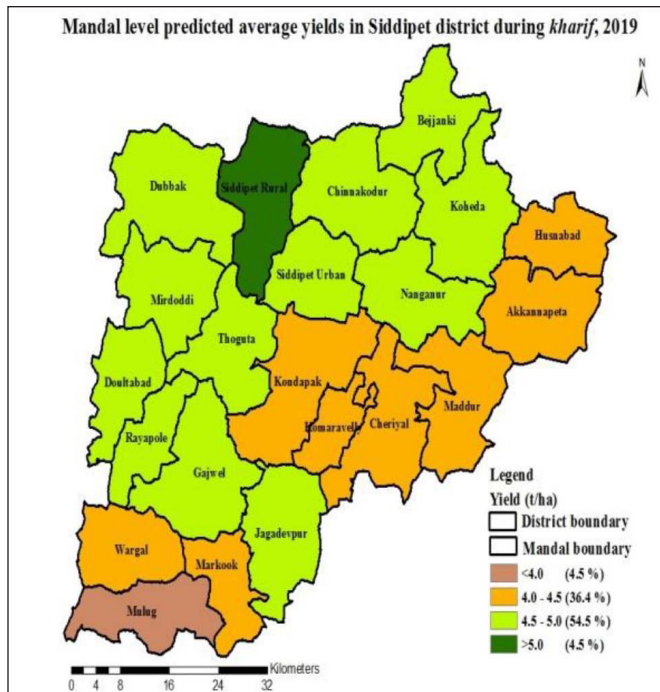 Mandal level predicted average yields in Siddipet district during kharif, 2019
N
Bejjanki
Siddipet Rural
Dubbak
Chinnakodur
Koheda
Husnabad
Siddipet Urban
Mirdoddi
Nanganur
Akkannapeta
Thoguta
Doultabad
Kondapak
Maddur
Komaravelly
Cheriyal
Rayapole
Gajwel
Jagadevpur
Wargal
Markook
Mulug
Legend
Yield (t/ha)
District boundary
Mandal boundary
<4.0 (4.5 %)
4.0 - 4.5 (36.4 %)
4.5 - 5.0 (54.5 %)
>5.0 (4.5 %)
Kilometers
0 4 8 16 24 32